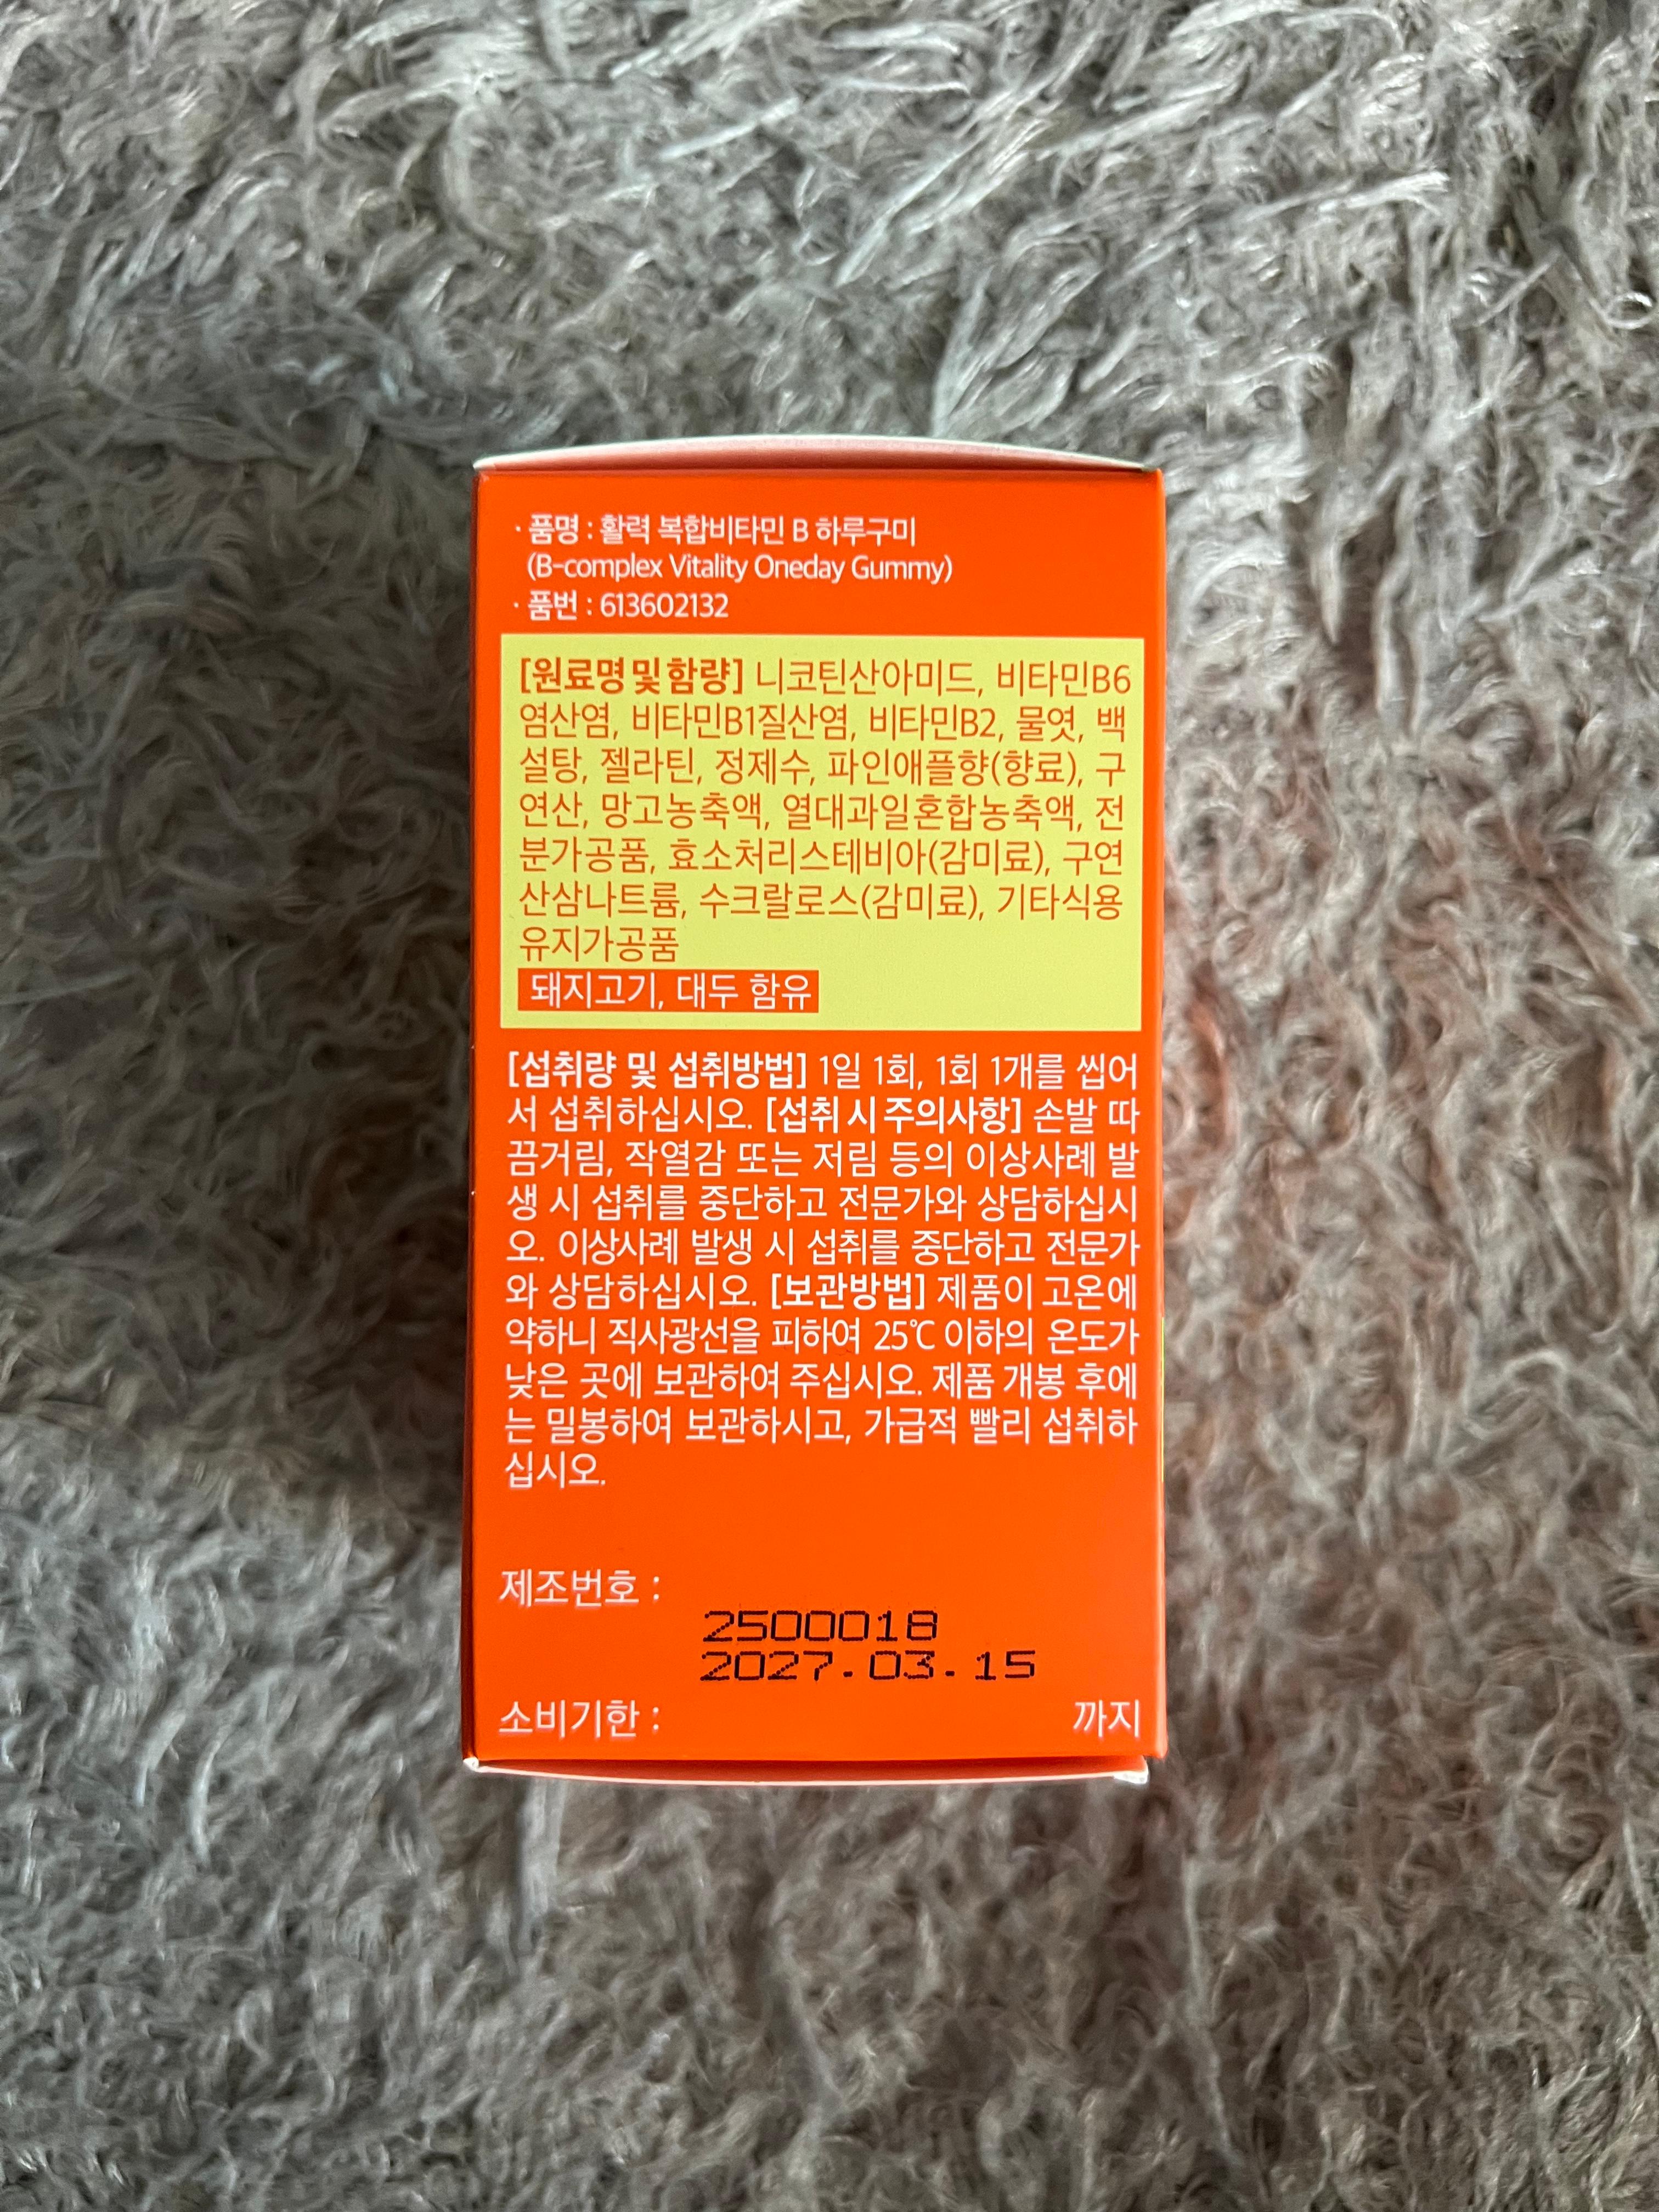 · 품명 : 활력 복합비타민 B 하루구미
(B-complex Vitality Oneday Gummy)
· 품번 : 613602132
[원료명 및 함량] 니코틴산아미드, 비타민B6
염산염, 비타민B1질산염, 비타민B2, 물엿, 백
설탕, 젤라틴, 정제수, 파인애플향(향료), 구
연산, 망고농축액, 열대과일혼합농축액, 전
분가공품, 효소처리스테비아(감미료), 구연
산삼나트륨, 수크랄로스(감미료), 기타식용
유지가공품
돼지고기, 대두 함유
[섭취량 및 섭취방법] 1일 1회, 1회 1개를 씹어
서 섭취하십시오. [섭취 시 주의사항] 손발 따
끔거림, 작열감 또는 저림 등의 이상사례 발
생 시 섭취를 중단하고 전문가와 상담하십시
오. 이상사례 발생 시 섭취를 중단하고 전문가
와 상담하십시오. [보관방법] 제품이 고온에
약하니 직사광선을 피하여 25℃ 이하의 온도가
낮은 곳에 보관하여 주십시오. 제품 개봉 후에
는 밀봉하여 보관하시고, 가급적 빨리 섭취하
십시오.
제조번호 :
2500018
2027.03.15
소비기한 : 까지